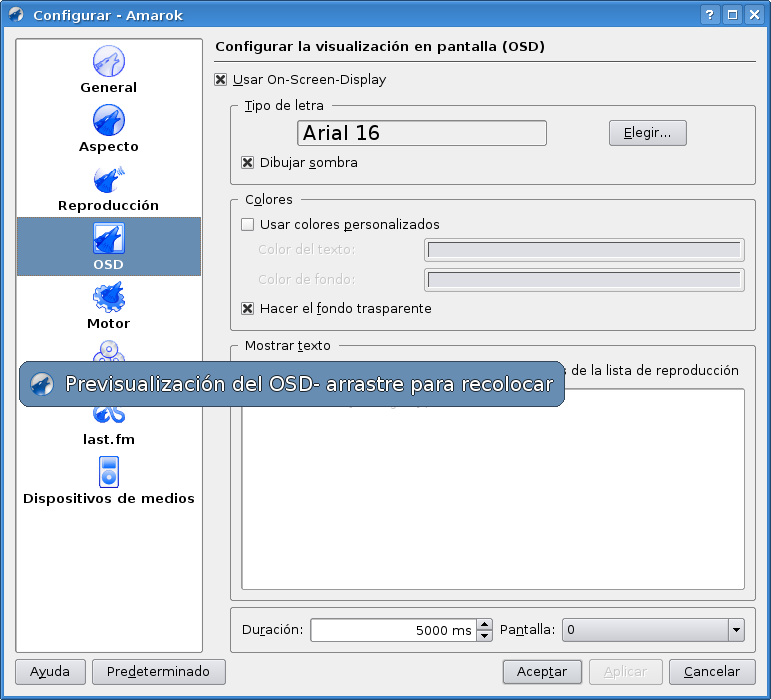 Configurar - Amarok
General
Aspecto
Reproducción
OSD
Motor
last.fm
Dispositivos de medios
Configurar la visualización en pantalla (OSD)
Usar On-Screen-Display
Tipo de letra
Arial 16
Elegir...
Dibujar sombra
Colores
Usar colores personalizados
Color del texto:
Color de fondo:
Hacer el fondo trasparente
Mostrar texto
de la lista de reproducción
Previsualización del OSD- arrastre para recolocar
Duración:
5000 ms
Pantalla:
0
Ayuda
Predeterminado
Aceptar
Aplicar
Cancelar